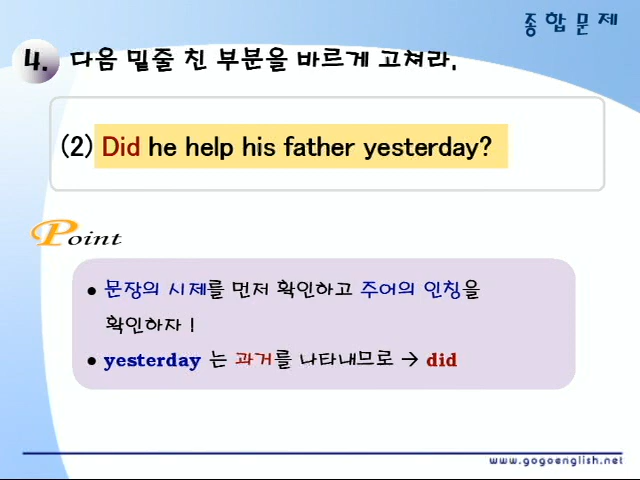 종합문제
4. 다음 밑줄 친 부분을 바르게 고쳐라.
(2) Did he help his father yesterday?
Point
● 문장의 시제를 먼저 확인하고 주어의 인칭을
확인하자!
● yesterday 는 과거를 나타내므로 → did
www.gogoenglish.net